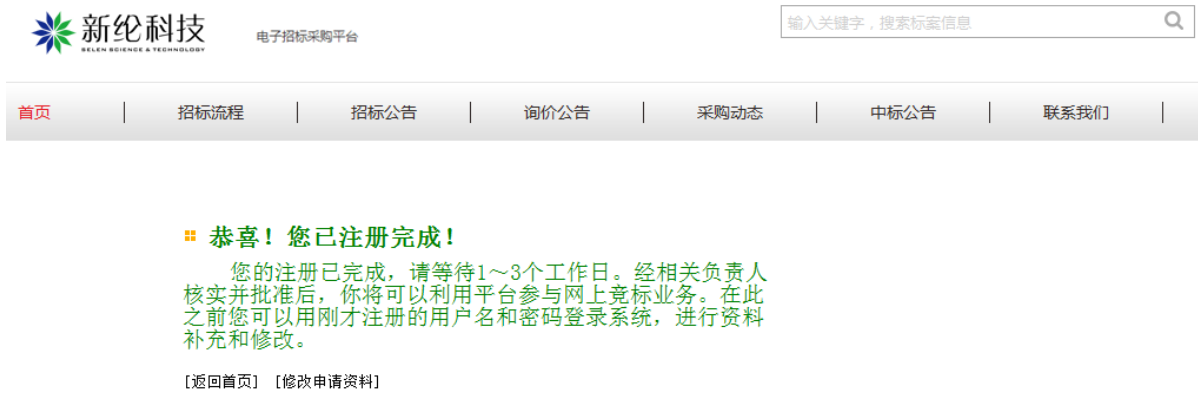 新纶科技
SELEN SCIENCE & TECHNOLOGY
电子招标采购平台
输入关键字，搜索标案信息
首页 | 招标流程 | 招标公告 | 询价公告 | 采购动态 | 中标公告 | 联系我们 |
恭喜！您已注册完成！
您的注册已完成，请等待1～3个工作日。经相关负责人
核实并批准后，你将可以利用平台参与网上竞标业务。在此
之前您可以用刚才注册的用户名和密码登录系统，进行资料
补充和修改。
[返回首页] [修改申请资料]